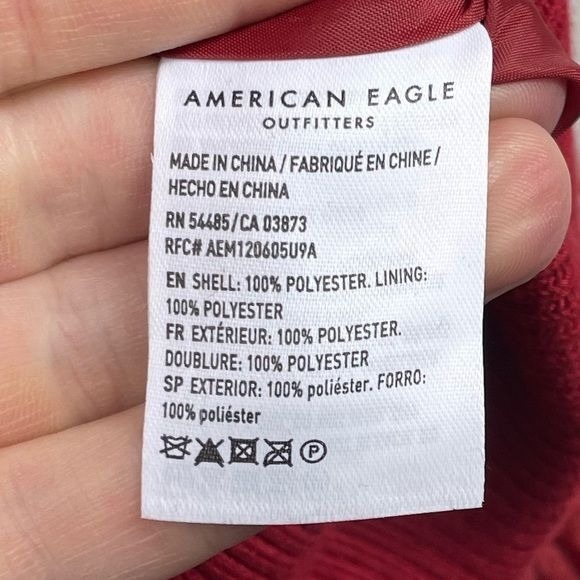 AMERICAN EAGLE
OUTFITTERS
MADE IN CHINA / FABRIQUÉ EN CHINE /
HECHO EN CHINA
RN 54485/CA 03873
RFC# AEM120605U9A
EN SHELL: 100% POLYESTER. LINING:
100% POLYESTER
FR EXTÉRIEUR: 100% POLYESTER.
DOUBLURE: 100% POLYESTER
SP EXTERIOR: 100% poliéster. FORRO:
100% poliéster
P